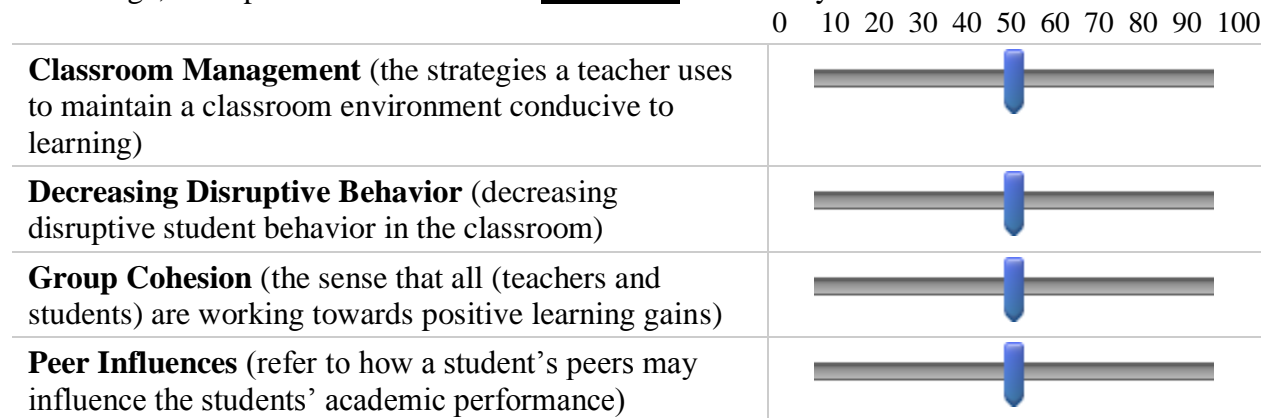 0 10 20 30 40 50 60 70 80 90 100
Classroom Management (the strategies a teacher uses
to maintain a classroom environment conducive to
learning)
Decreasing Disruptive Behavior (decreasing
disruptive student behavior in the classroom)
Group Cohesion (the sense that all (teachers and
students) are working towards positive learning gains)
Peer Influences (refer to how a student’s peers may
influence the students’ academic performance)